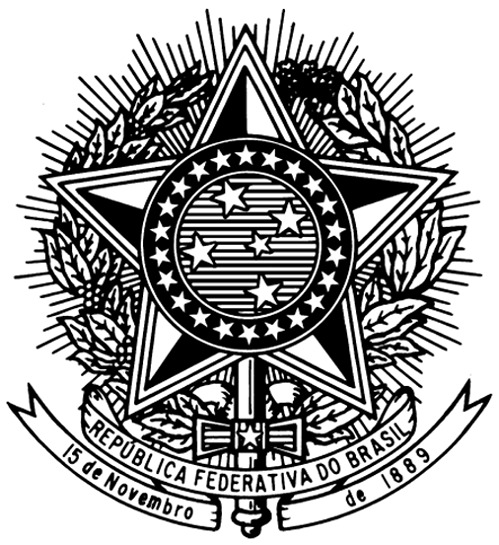 REPÚBLICA FEDERATIVA DO BRASIL
15 de Novembro de 1889